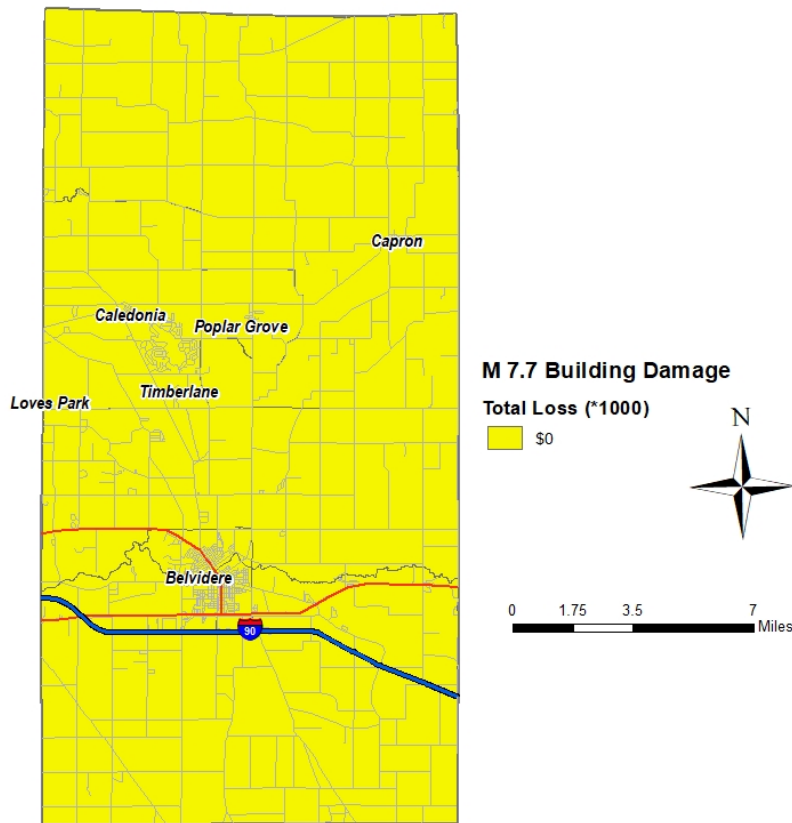 Capron
Caledonia
Poplar Grove
Timberlane
Loves Park
Belvidere
90
M 7.7 Building Damage
Total Loss (*1000)
$0
N
0 1.75 3.5 7
Miles